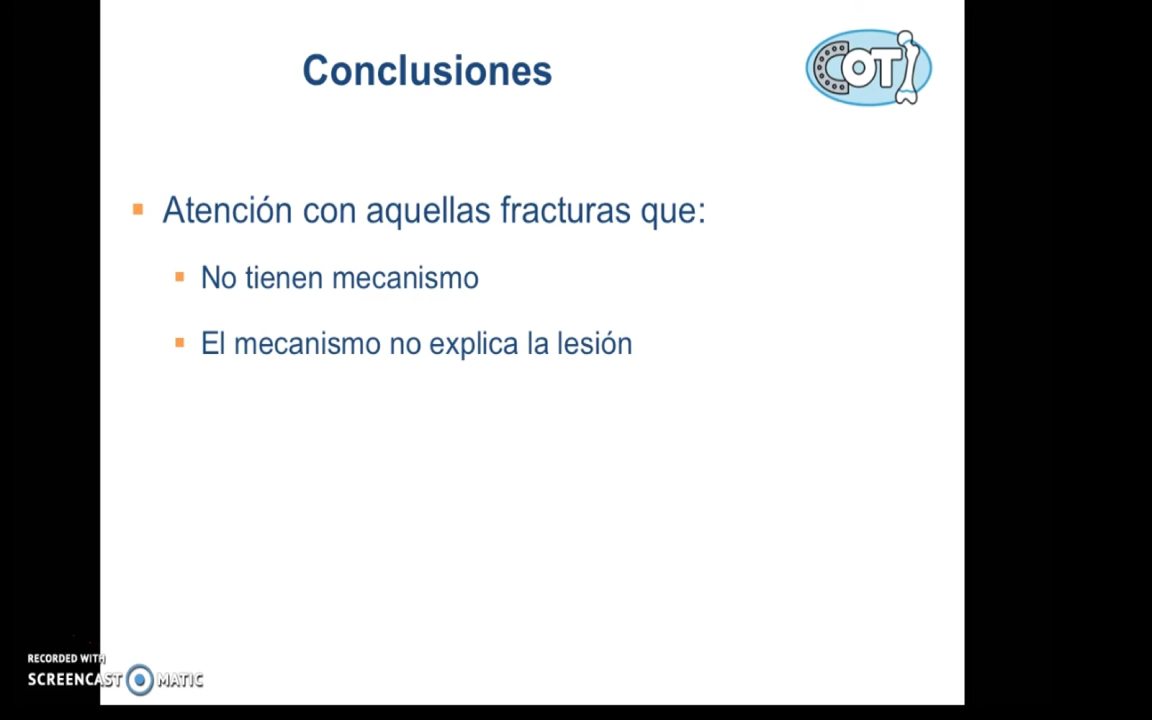 Conclusiones
COTI
Atención con aquellas fracturas que:
No tienen mecanismo
El mecanismo no explica la lesión
RECORDED WITH
SCREENCAST MATIC